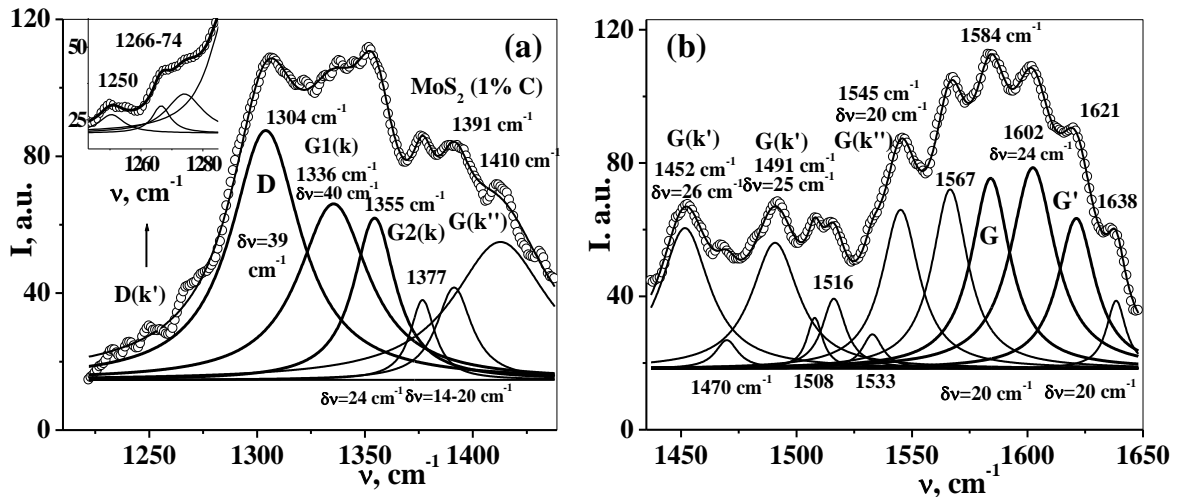 120
80
40
0
I, a.u.
50
25
1266-74
1250
1260
1280
ν, cm-1
(a)
MoS2 (1% C)
1304 cm-1
1391 cm-1
G1(k)
1410 cm-1
1336 cm-1
D
δν=40 cm-1
1355 cm-1
G2(k)
G(k'')
δν=39
cm-1
1377
D(k')
δν=24 cm-1
δν=14-20 cm-1
1250
1300
1350
1400
ν, cm-1
120
80
40
0
I. a.u.
(b)
1584 cm-1
1545 cm-1
δν=20 cm-1
1621
G(k')
G(k')
G(k'')
1602
1452 cm-1
1491 cm-1
δν=24 cm-1
δν=26 cm-1
δν=25 cm-1
1567
G'
1638
G
1516
1470 cm-1
1508
1533
δν=20 cm-1
δν=20 cm-1
1450
1500
1550
1600
1650
ν, cm-1